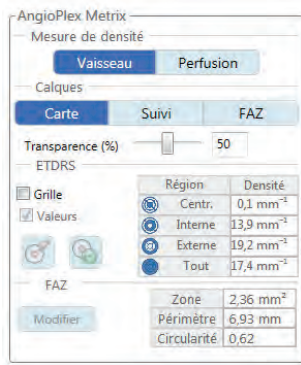 AngioPlex Metrix
Mesure de densité
Vaisseau Perfusion
Calques
Carte Suivi FAZ
Transparence (%) 50
ETDRS
Grille
Valeurs
Région Densité
Centr. 0,1 mm⁻¹
Interne 13,9 mm⁻¹
Externe 19,2 mm⁻¹
Tout 17,4 mm⁻¹
FAZ
Modifier
Zone 2,36 mm²
Périmètre 6,93 mm
Circularité 0,62